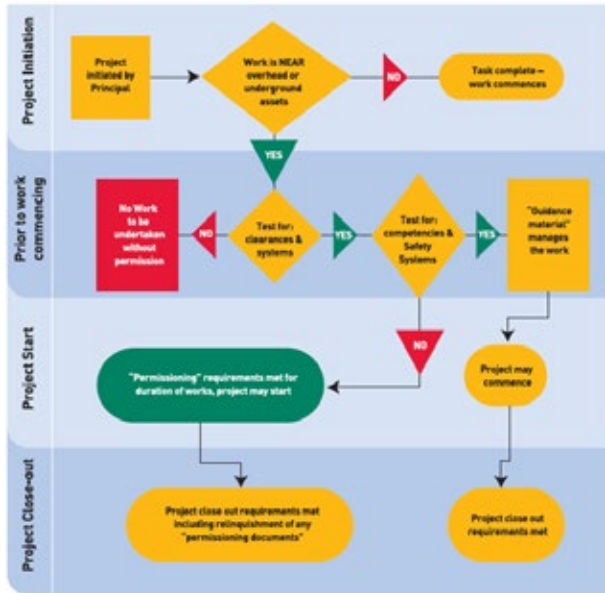 Project Initiation
Project
initiated by
Principal
Work is NEAR
overhead or
underground
assets
NO
Task complete –
work commences
YES
Prior to work
commencing
No Work
to be
undertaken
without
permission
NO
Test for:
clearances &
systems
YES
Test for:
competencies &
Safety
Systems
YES
"Guidance
material"
manages
the work
Project Start
NO
"Permissioning" requirements met for
duration of works, project may start
Project may
commence
Project Close-out
Project close out requirements met
including relinquishment of any
"permissioning documents"
Project close out
requirements met